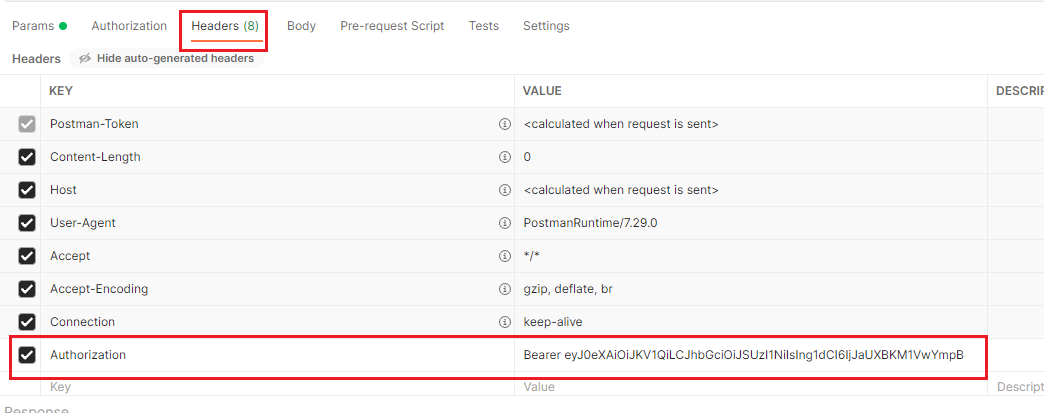 Params Authorization Headers (8) Body Pre-request Script Tests Settings
Headers Hide auto-generated headers
KEY VALUE DESCRIP
Postman-Token <calculated when request is sent>
Content-Length 0
Host <calculated when request is sent>
User-Agent PostmanRuntime/7.29.0
Accept */*
Accept-Encoding gzip, deflate, br
Connection keep-alive
Authorization Bearer eyJ0eXAiOiJKV1QiLCJhbGciOiJSUzI1NiIsIng1dCI6IjJaUXBKM1VwYmpB
Key Value Descript
Response